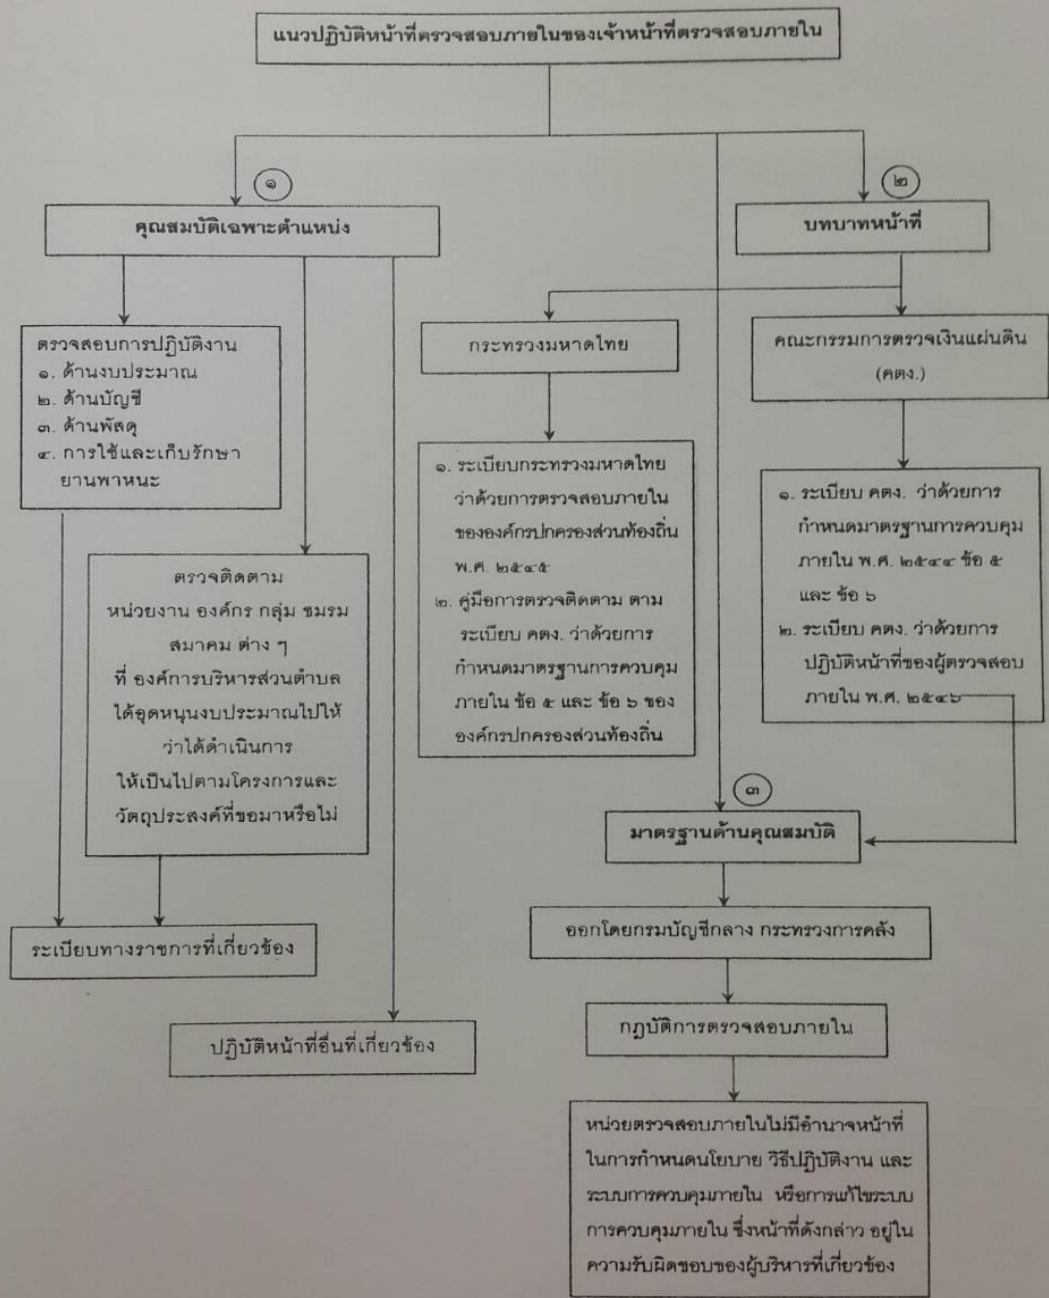 แนวปฏิบัติหน้าที่ตรวจสอบภายในของเจ้าหน้าที่ตรวจสอบภายใน
๑
คุณสมบัติเฉพาะตำแหน่ง
ตรวจสอบการปฏิบัติงาน
๑. ด้านงบประมาณ
๒. ด้านบัญชี
๓. ด้านพัสดุ
๔. การใช้และเก็บรักษา
ยานพาหนะ
ตรวจติดตาม
หน่วยงาน องค์กร กลุ่ม ชมรม
สมาคม ต่าง ๆ
ที่ องค์การบริหารส่วนตำบล
ได้อุดหนุนงบประมาณไปให้
ว่าได้ดำเนินการ
ให้เป็นไปตามโครงการและ
วัตถุประสงค์ที่ขอมาหรือไม่
ระเบียบทางราชการที่เกี่ยวข้อง
ปฏิบัติหน้าที่อื่นที่เกี่ยวข้อง
๒
บทบาทหน้าที่
กระทรวงมหาดไทย
๑. ระเบียบกระทรวงมหาดไทย
ว่าด้วยการตรวจสอบภายใน
ขององค์กรปกครองส่วนท้องถิ่น
พ.ศ. ๒๕๔๕
๒. คู่มือการตรวจติดตาม ตาม
ระเบียบ คตง. ว่าด้วยการ
กำหนดมาตรฐานการควบคุม
ภายใน ข้อ ๕ และ ข้อ ๖ ของ
องค์กรปกครองส่วนท้องถิ่น
คณะกรรมการตรวจเงินแผ่นดิน
(คตง.)
๑. ระเบียบ คตง. ว่าด้วยการ
กำหนดมาตรฐานการควบคุม
ภายใน พ.ศ. ๒๕๔๔ ข้อ ๕
และ ข้อ ๖
๒. ระเบียบ คตง. ว่าด้วยการ
ปฏิบัติหน้าที่ของผู้ตรวจสอบ
ภายใน พ.ศ. ๒๕๔๖
๓
มาตรฐานด้านคุณสมบัติ
ออกโดยกรมบัญชีกลาง กระทรวงการคลัง
กฎบัติการตรวจสอบภายใน
หน่วยตรวจสอบภายในไม่มีอำนาจหน้าที่
ในการกำหนดนโยบาย วิธีปฏิบัติงาน และ
ระบบการควบคุมภายใน หรือการแก้ไขระบบ
การควบคุมภายใน ซึ่งหน้าที่ดังกล่าว อยู่ใน
ความรับผิดชอบของผู้บริหารที่เกี่ยวข้อง